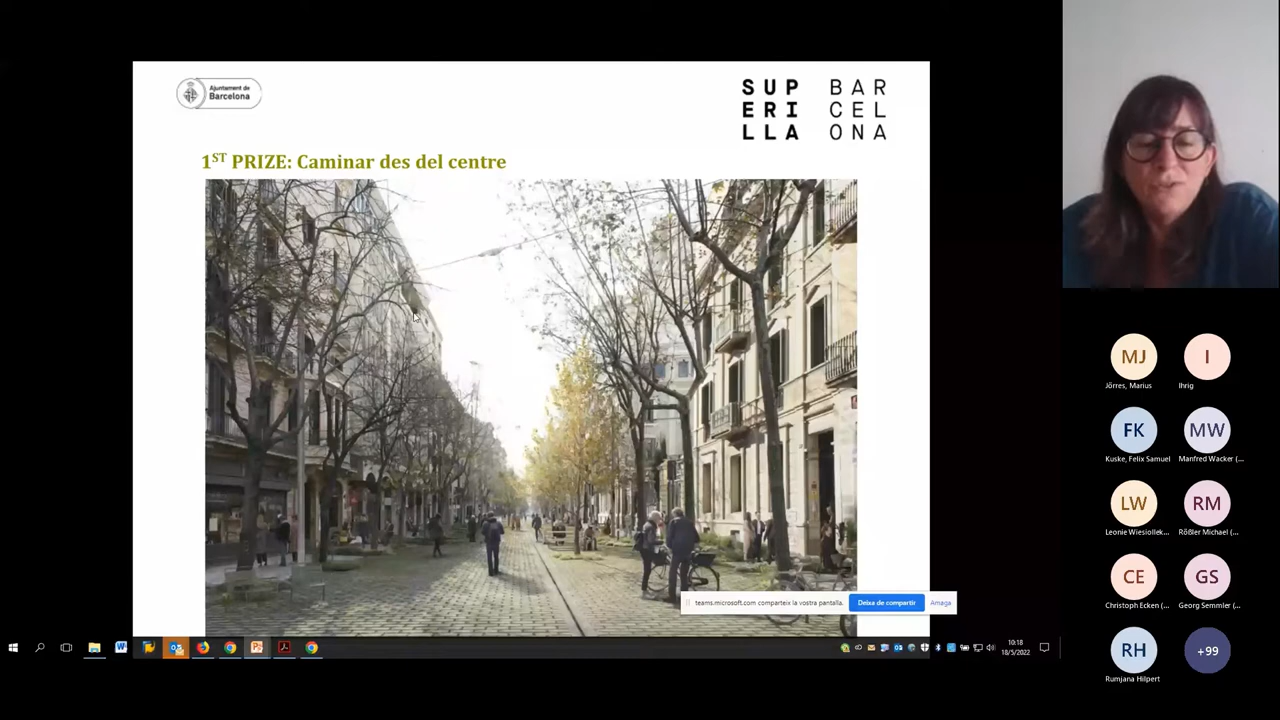 Ajuntament de
Barcelona
SUP BAR
ERI CEL
LLA ONA
1ST PRIZE: Caminar des del centre
teams.microsoft.com comparteix la vostra pantalla.
Deixa de compartir
Amaga
10:18
18/5/2022
MJ
Jörres, Marius
I
Ihrig
FK
Kuske, Felix Samuel
MW
Manfred Wacker (...
LW
Leonie Wiesiollek...
RM
Rößler Michael (...
CE
Christoph Ecken (...
GS
Georg Semmler (...
RH
Rumjana Hilpert
+99